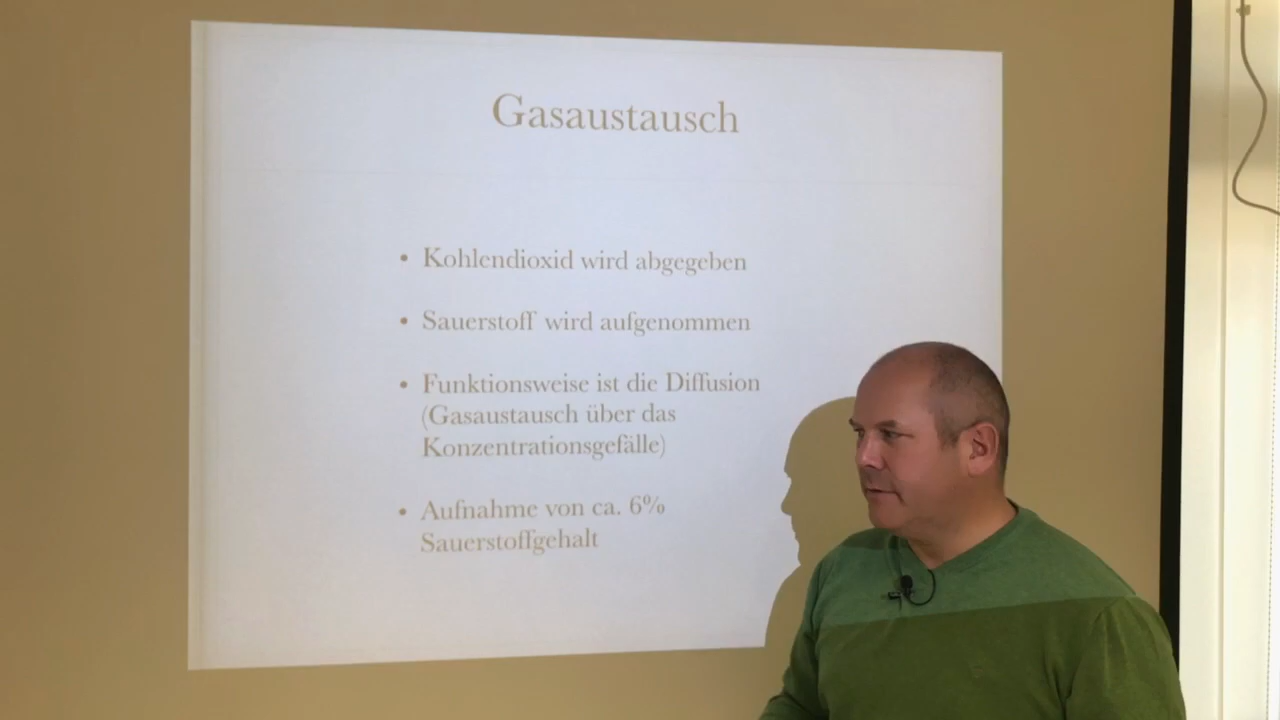 Gasaustausch
• Kohlendioxid wird abgegeben
• Sauerstoff wird aufgenommen
• Funktionsweise ist die Diffusion
(Gasaustausch über das
Konzentrationsgefälle)
• Aufnahme von ca. 6%
Sauerstoffgehalt